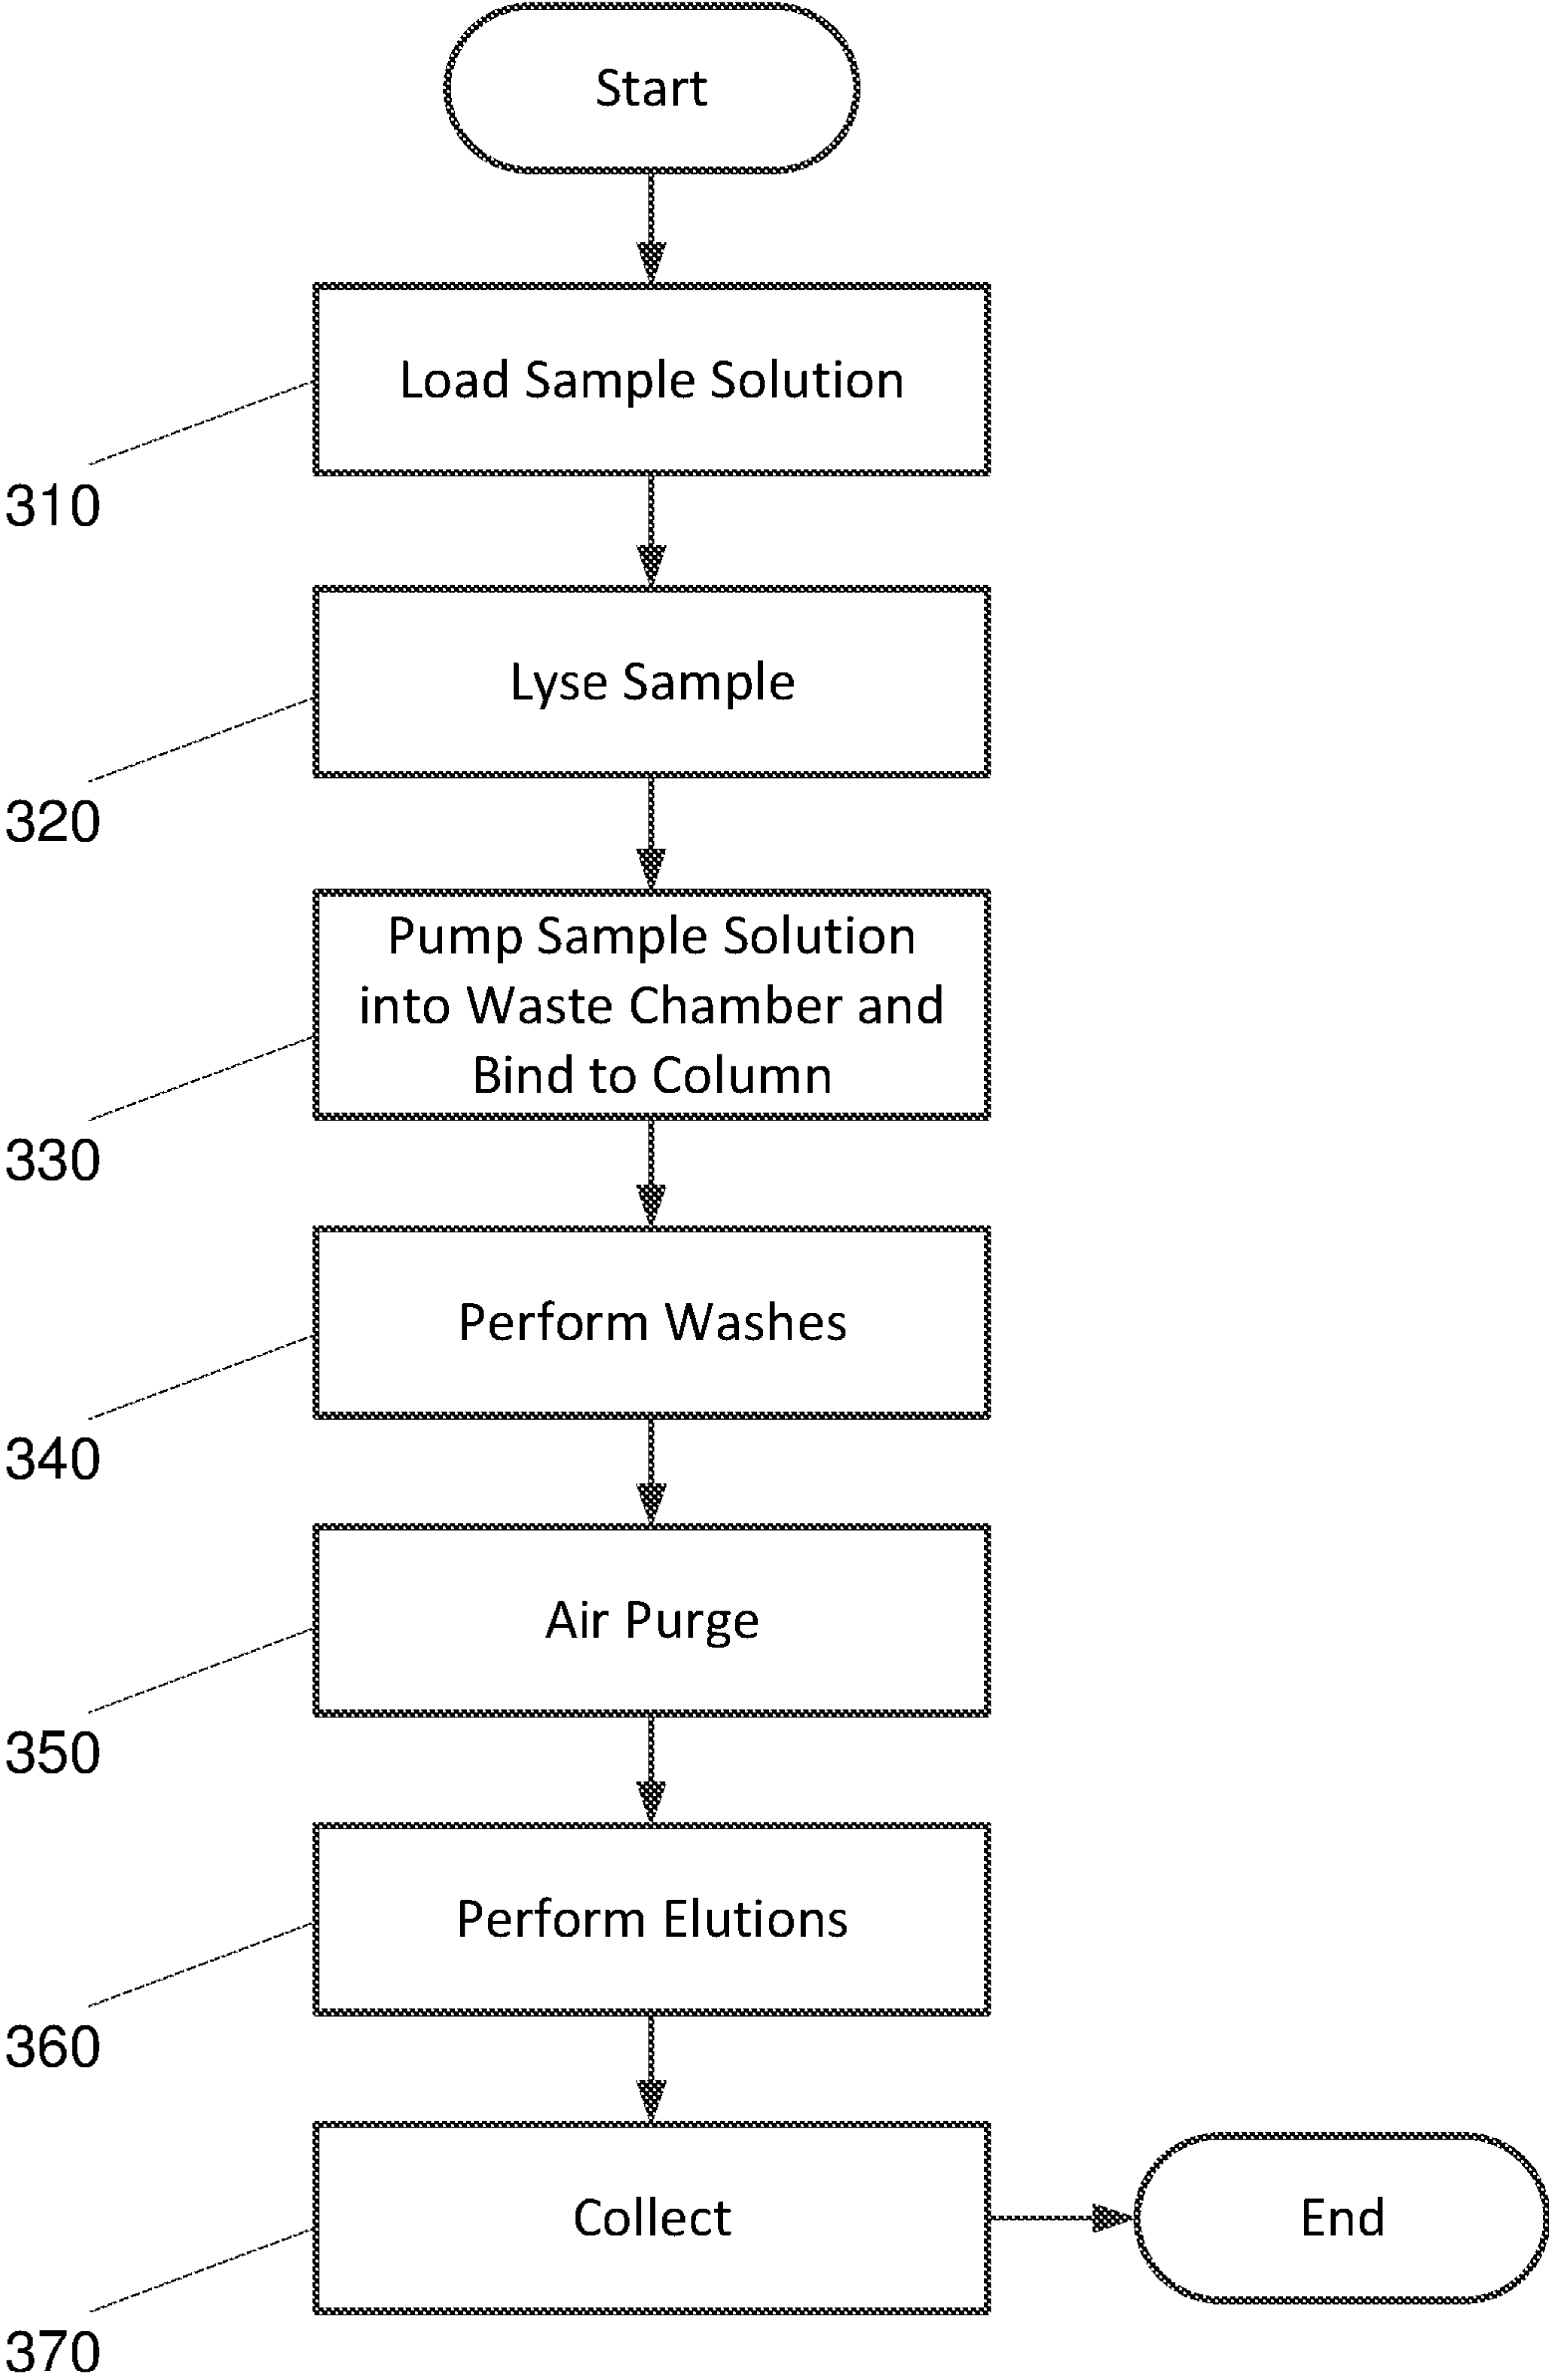 Start
Load Sample Solution
310
Lyse Sample
320
Pump Sample Solution
into Waste Chamber and
Bind to Column
330
Perform Washes
340
Air Purge
350
Perform Elutions
360
Collect
End
370